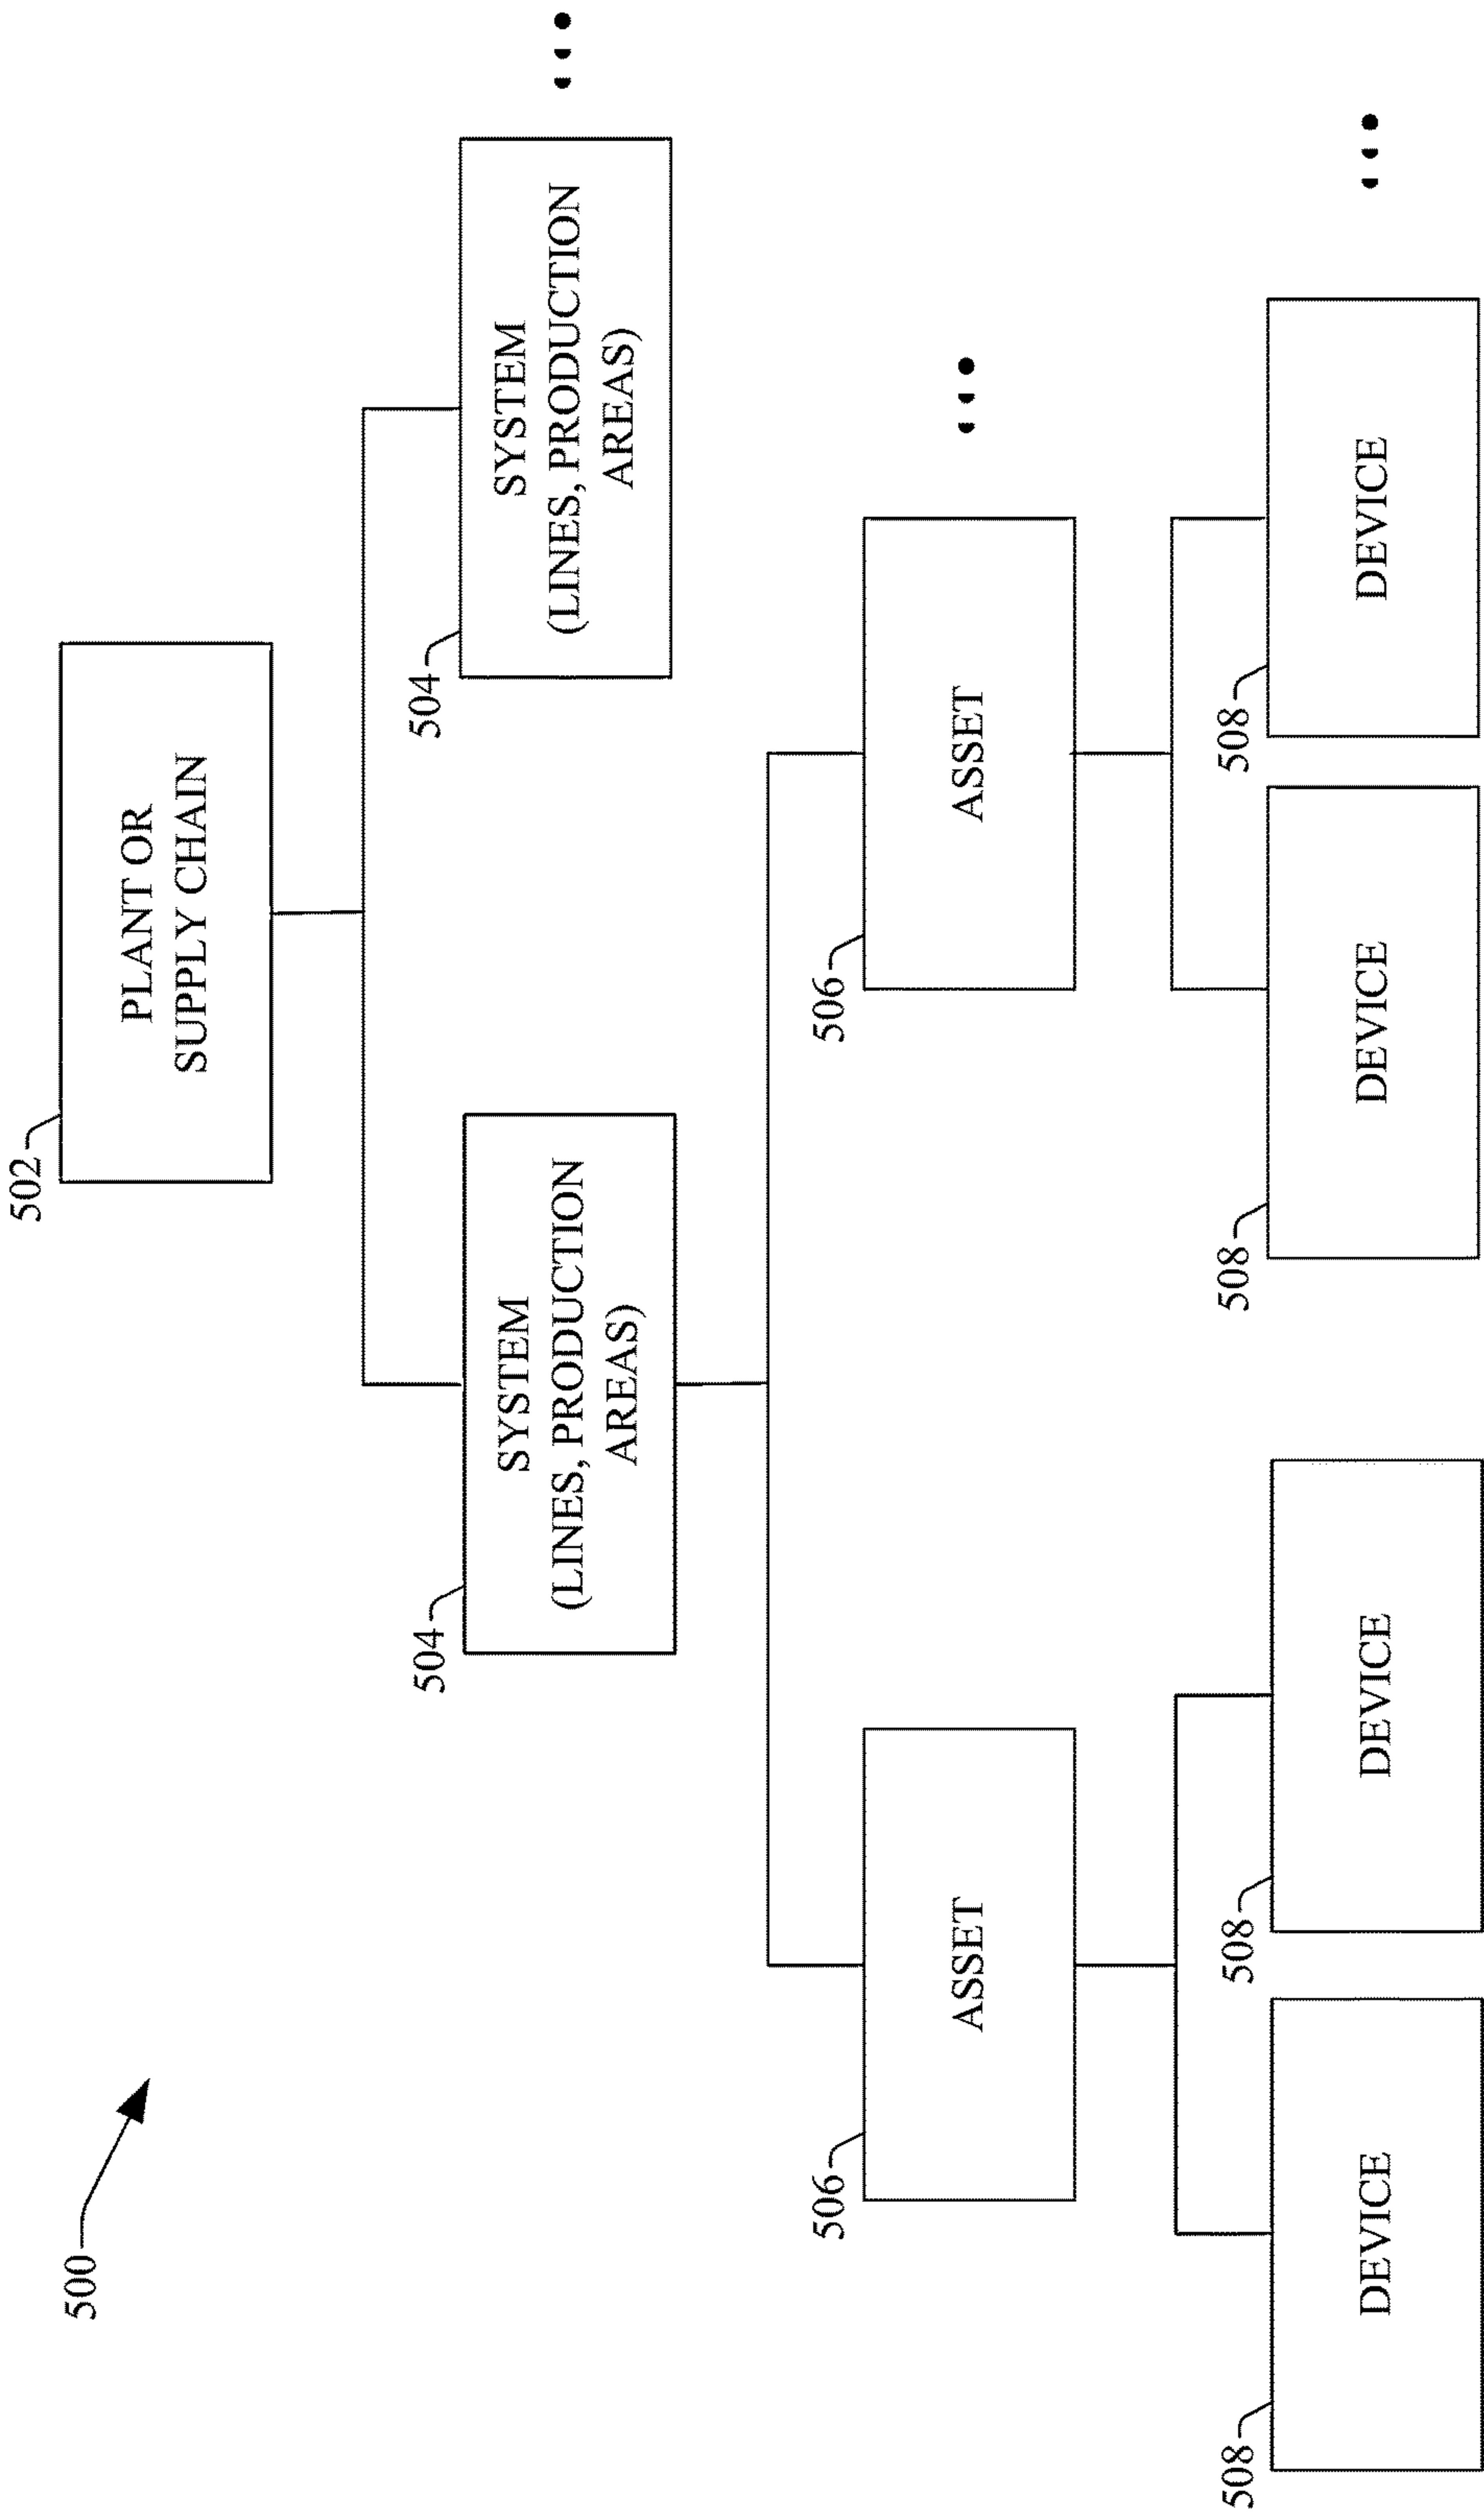 500
502
PLANT OR
SUPPLY CHAIN
504
SYSTEM
(LINES, PRODUCTION
AREAS)
504
SYSTEM
(LINES, PRODUCTION
AREAS)
506
ASSET
506
ASSET
508
DEVICE
508
DEVICE
508
DEVICE
508
DEVICE